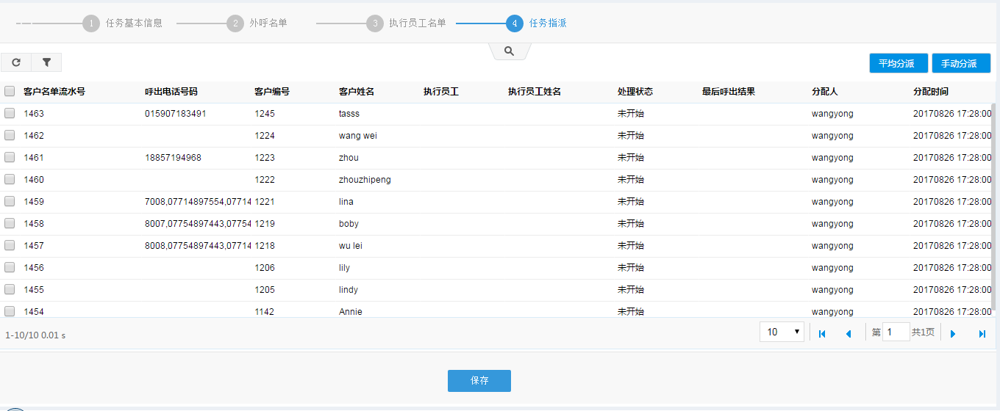 1 任务基本信息 2 外呼名单 3 执行员工名单 4 任务指派
平均分派 手动分派
客户名单流水号 呼出电话号码 客户编号 客户姓名 执行员工 执行员工姓名 处理状态 最后呼出结果 分配人 分配时间
1463 015907183491 1245 tasss 未开始 wangyong 20170826 17:28:00
1462 1224 wang wei 未开始 wangyong 20170826 17:28:00
1461 18857194968 1223 zhou 未开始 wangyong 20170826 17:28:00
1460 1222 zhouzhipeng 未开始 wangyong 20170826 17:28:00
1459 7008,07714897554,07714 1221 lina 未开始 wangyong 20170826 17:28:00
1458 8007,07754897443,07754 1219 boby 未开始 wangyong 20170826 17:28:00
1457 8008,07754897443,07714 1218 wu lei 未开始 wangyong 20170826 17:28:00
1456 1206 lily 未开始 wangyong 20170826 17:28:00
1455 1205 lindy 未开始 wangyong 20170826 17:28:00
1454 1142 Annie 未开始 wangyong 20170826 17:28:00
1-10/10 0.01 s 10 第 1 共1页
保存